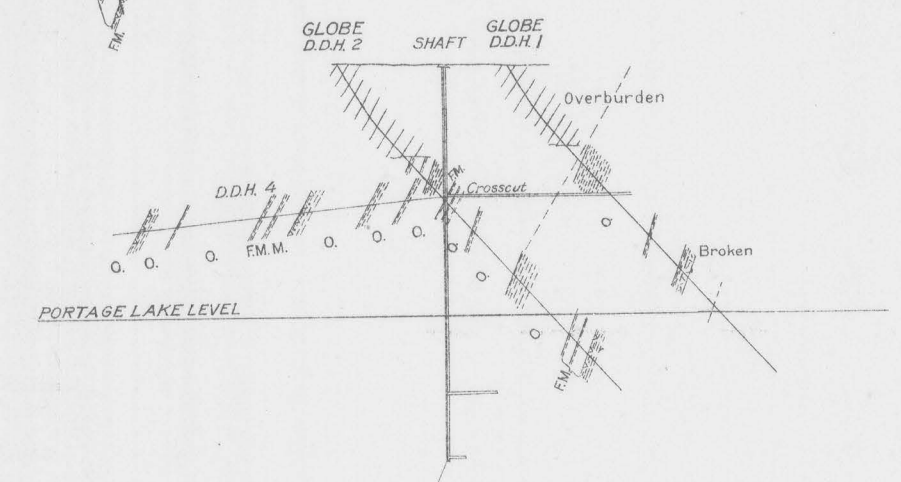 F.M.
GLOBE
D.D.H. 2
SHAFT
GLOBE
D.D.H. 1
Overburden
F.M.
Crosscut
D.D.H. 4
O.
O.
O.
F.M. M.
O.
O.
O.
O.
O.
O.
O.
Broken
PORTAGE LAKE LEVEL
F.M.